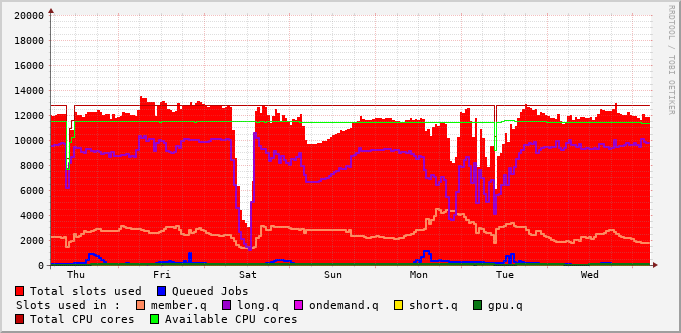 20000
18000
16000
14000
12000
10000
8000
6000
4000
2000
0
Thu Fri Sat Sun Mon Tue Wed
RRDTOOL / TOBI OETIKER
Total slots used Queued Jobs
Slots used in : member.q long.q ondemand.q short.q gpu.q
Total CPU cores Available CPU cores